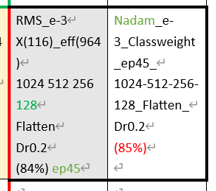 RMS_e-3
X(116)_eff(964
)
1024 512 256
128
Flatten
Dr0.2
(84%) ep45
Nadam_e-
3_Classweight
_ep45_
1024-512-256-
128_Flatten_
Dr0.2
(85%)